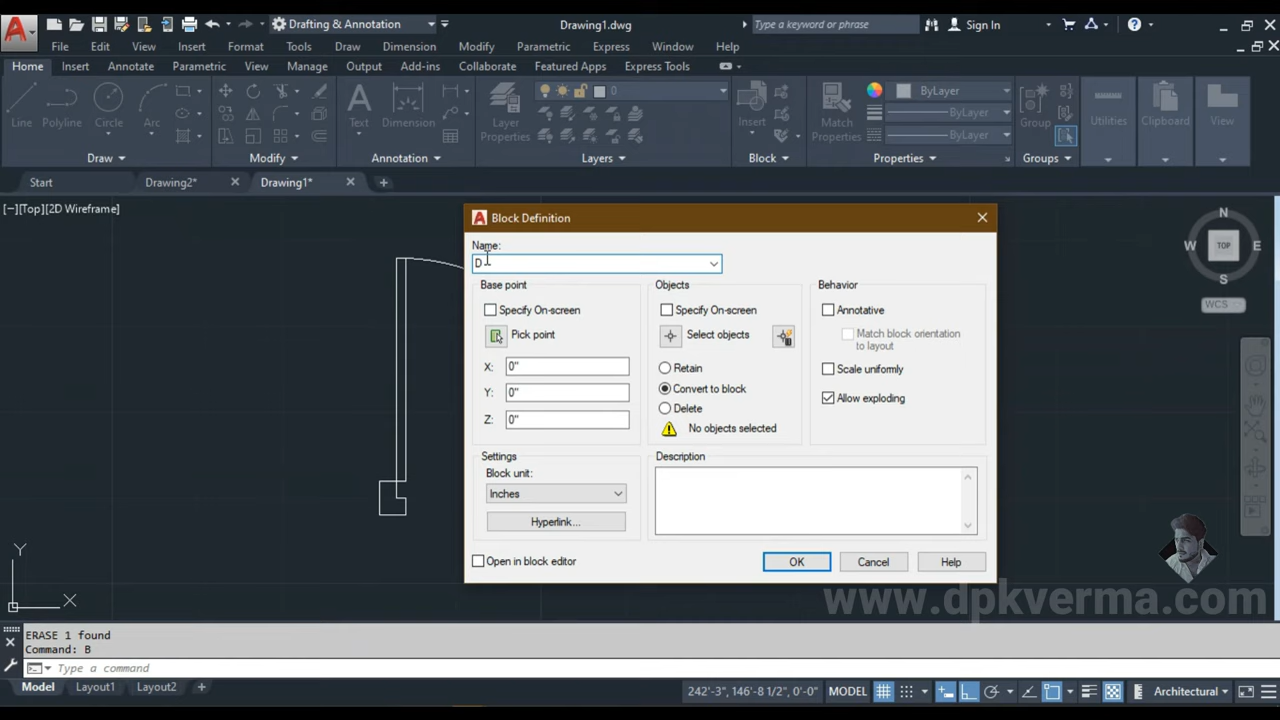 Drafting & Annotation
Drawing1.dwg
Type a keyword or phrase
Sign In
File Edit View Insert Format Tools Draw Dimension Modify Parametric Express Window Help
Home Insert Annotate Parametric View Manage Output Add-ins Collaborate Featured Apps Express Tools
0
ByLayer
Line Polyline Circle Arc
Text Dimension
Layer
Properties
Insert
Match
Properties
ByLayer
ByLayer
Group
Utilities
Clipboard
View
Draw Modify Annotation Layers Block Properties Groups
Start Drawing2* Drawing1*
[−][Top][2D Wireframe]
Block Definition
Name:
D
Base point
Specify On-screen
Pick point
X: 0"
Y: 0"
Z: 0"
Objects
Specify On-screen
Select objects
Retain
Convert to block
Delete
No objects selected
Behavior
Annotative
Match block orientation
to layout
Scale uniformly
Allow exploding
Settings
Block unit:
Inches
Hyperlink...
Description
Open in block editor
OK Cancel Help
N
W TOP E
S
WCS
Y
X
www.dpkverma.com
ERASE 1 found
Command: B
Type a command
Model Layout1 Layout2
242'-3", 146'-8 1/2", 0'-0" MODEL
Architectural